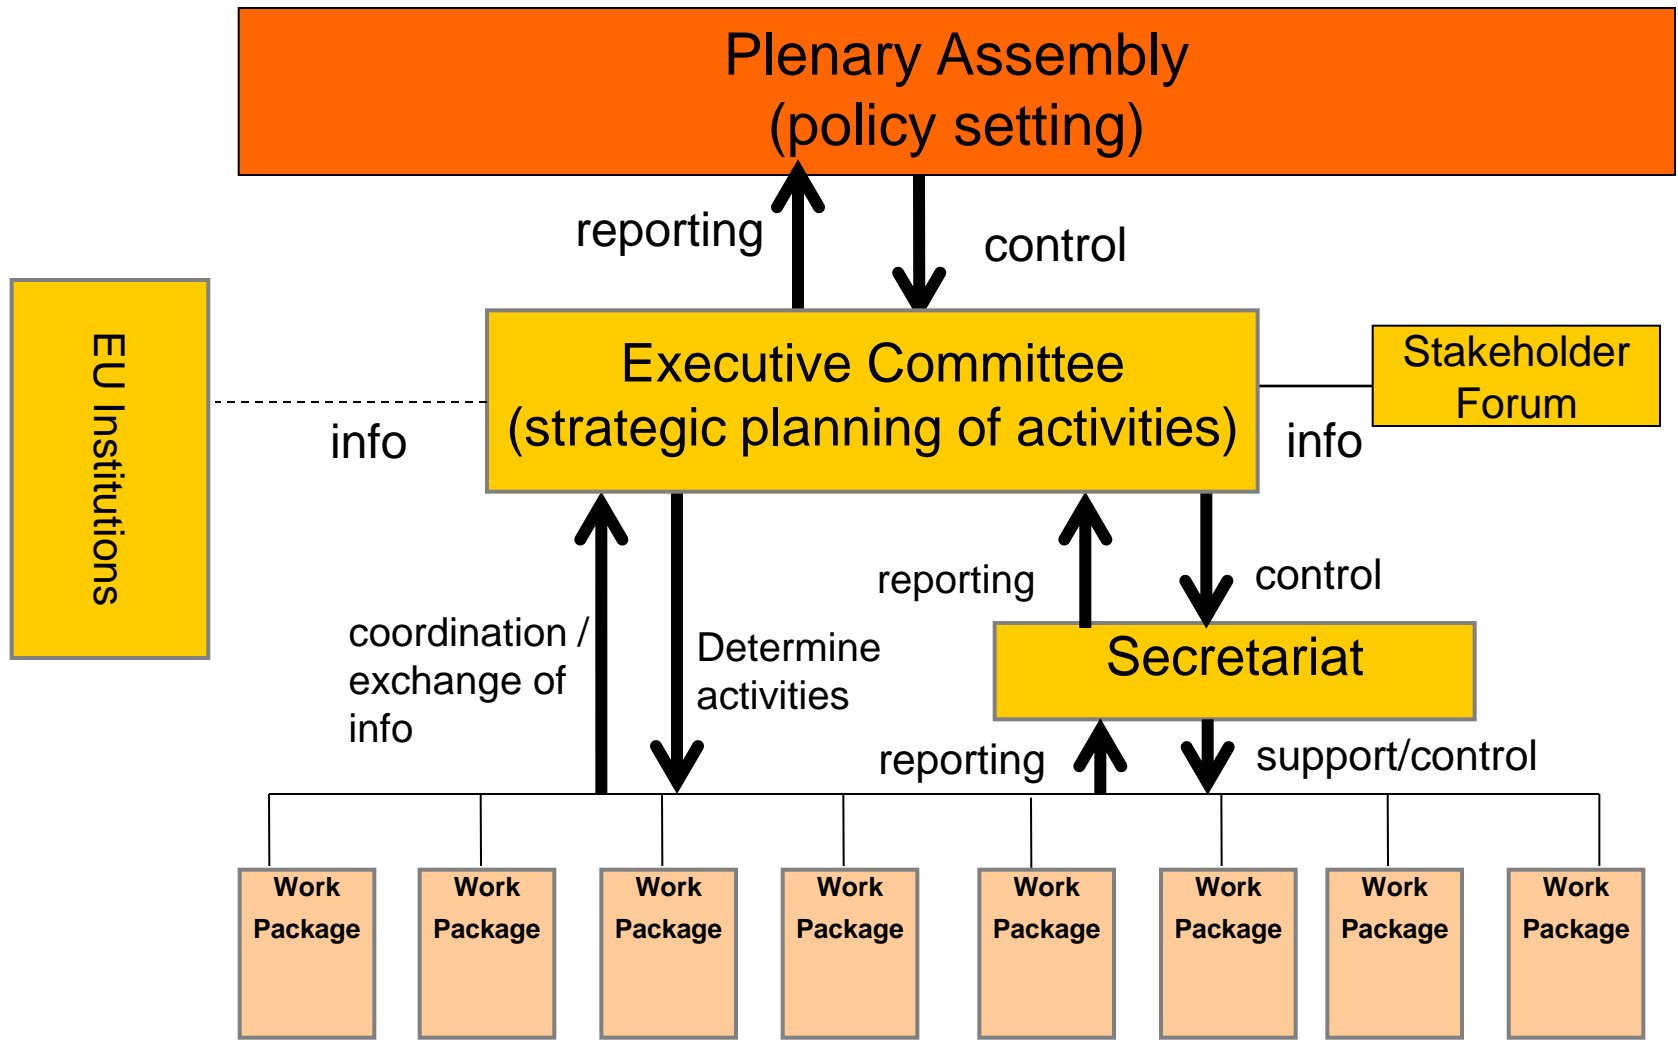 Plenary Assembly
(policy setting)
reporting
control
EU Institutions
info
Executive Committee
(strategic planning of activities)
info
Stakeholder
Forum
coordination /
exchange of
info
Determine
activities
reporting
control
Secretariat
reporting
support/control
Work
Package
Work
Package
Work
Package
Work
Package
Work
Package
Work
Package
Work
Package
Work
Package